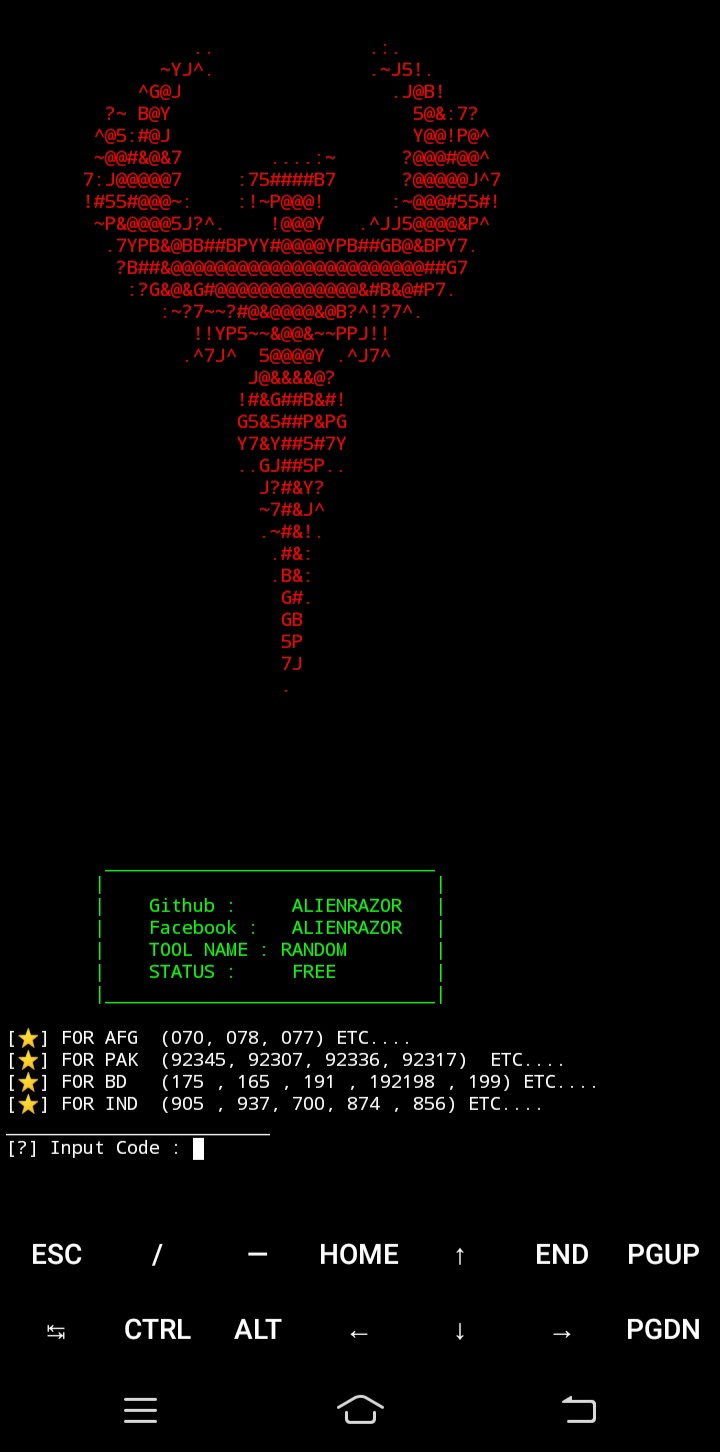 Github :     ALIENRAZOR
Facebook :   ALIENRAZOR
TOOL NAME : RANDOM
STATUS :     FREE
[⭐] FOR AFG  (070, 078, 077) ETC....
[⭐] FOR PAK  (92345, 92307, 92336, 92317)  ETC....
[⭐] FOR BD   (175 , 165 , 191 , 192198 , 199) ETC....
[⭐] FOR IND  (905 , 937, 700, 874 , 856) ETC....
[?] Input Code :
ESC / — HOME ↑ END PGUP
↹ CTRL ALT ← ↓ → PGDN